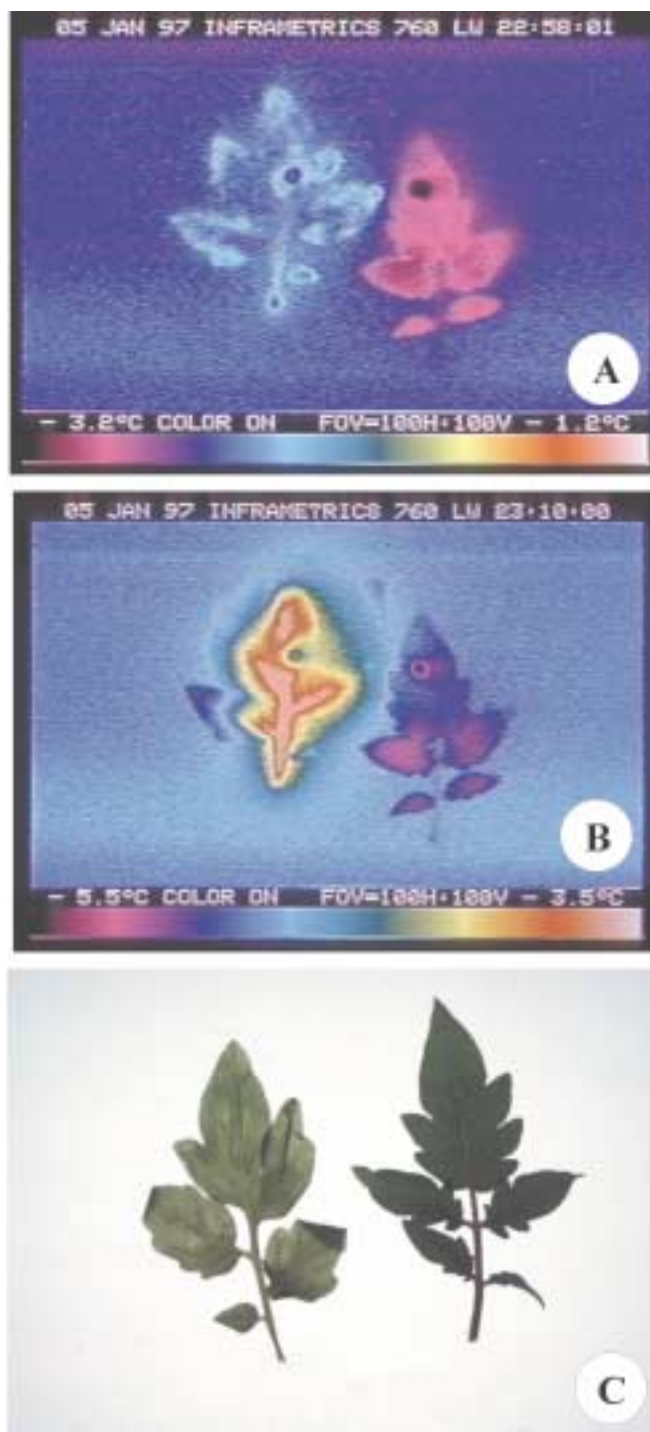 05 JAN 97 INFRAMETRICS 760 LW 22:58:01
A
- 3.2°C COLOR ON FOV=100H:100V - 1.2°C
05 JAN 97 INFRAMETRICS 760 LW 23:10:00
B
- 5.5°C COLOR ON FOV=100H:100V - 3.5°C
C